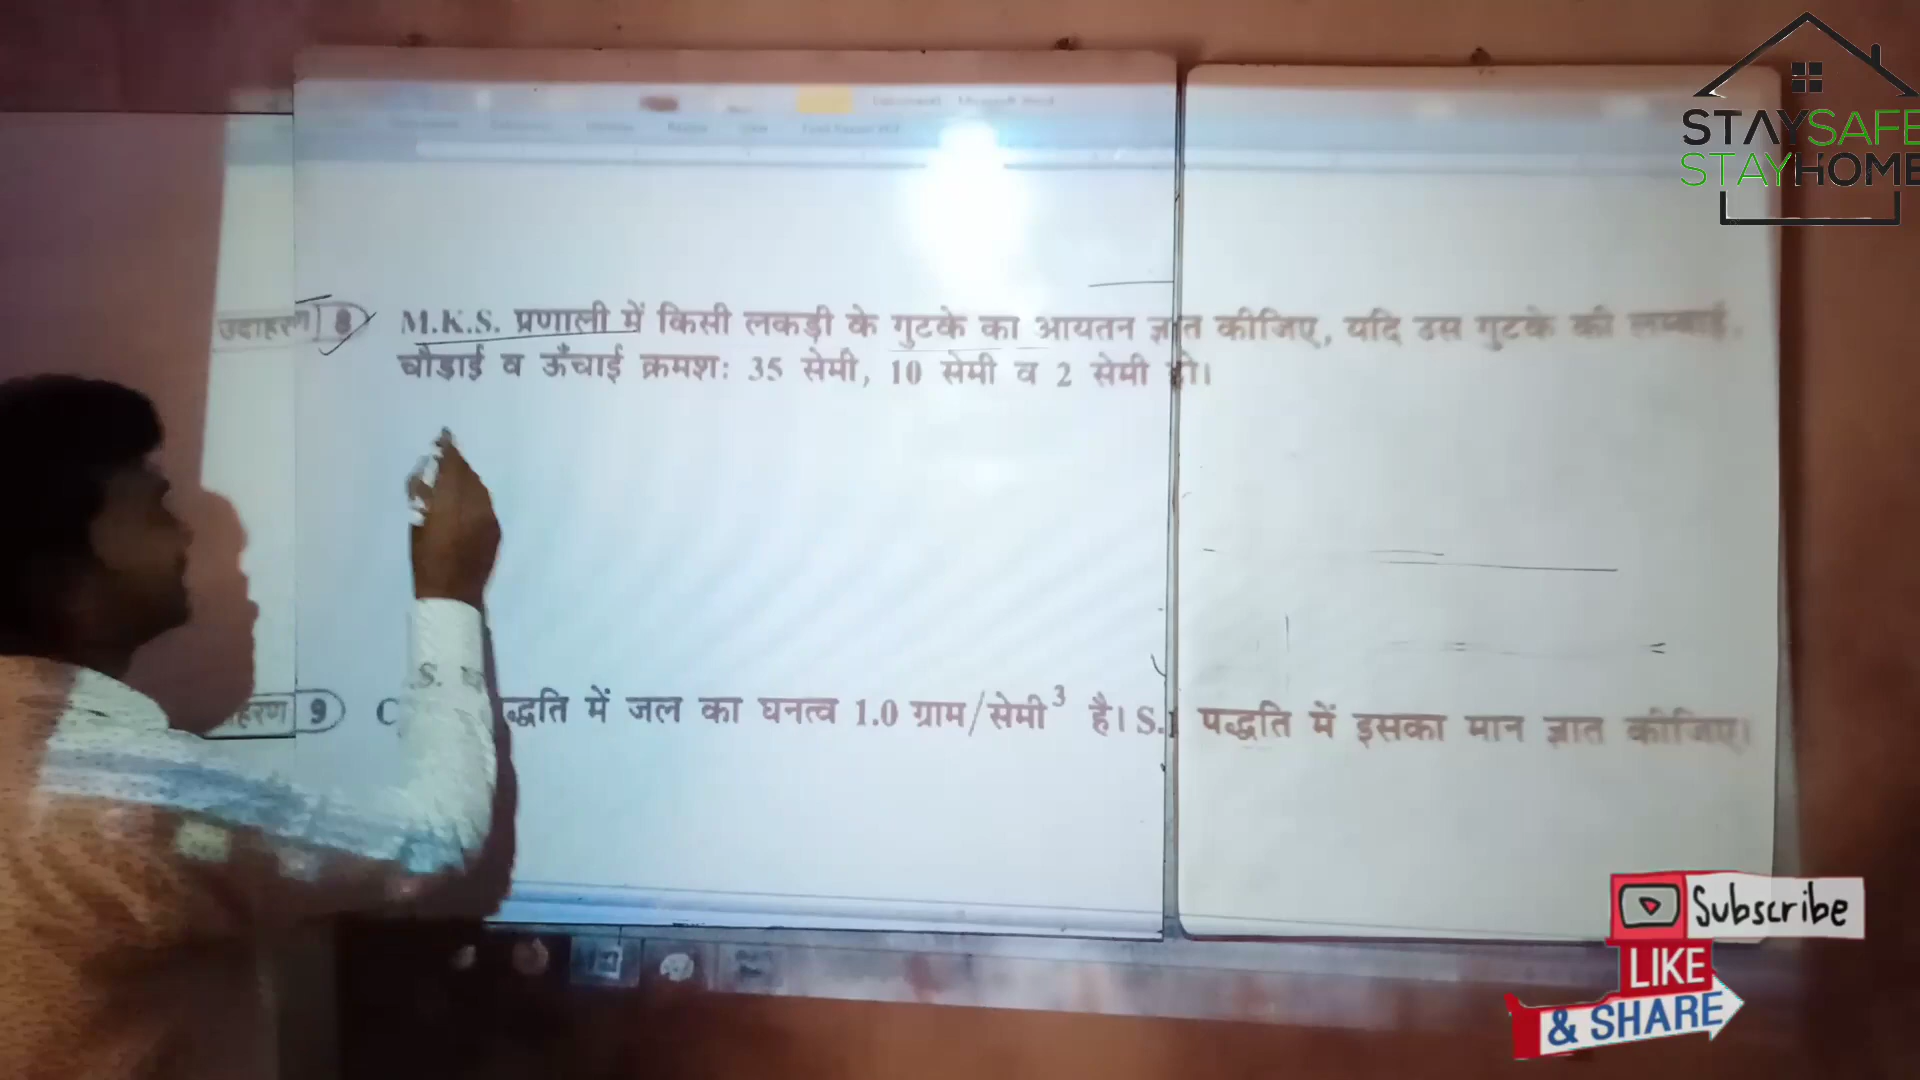 STAYSAFE
STAYHOME
उदाहरण 8 M.K.S. प्रणाली में किसी लकड़ी के गुटके का आयतन ज्ञात कीजिए, यदि उस गुटके की लम्बाई,
चौड़ाई व ऊँचाई क्रमश: 35 सेमी, 10 सेमी व 2 सेमी हो।
9 C S. द्धति में जल का घनत्व 1.0 ग्राम/सेमी³ है। S.I पद्धति में इसका मान ज्ञात कीजिए।
Subscribe
LIKE
& SHARE